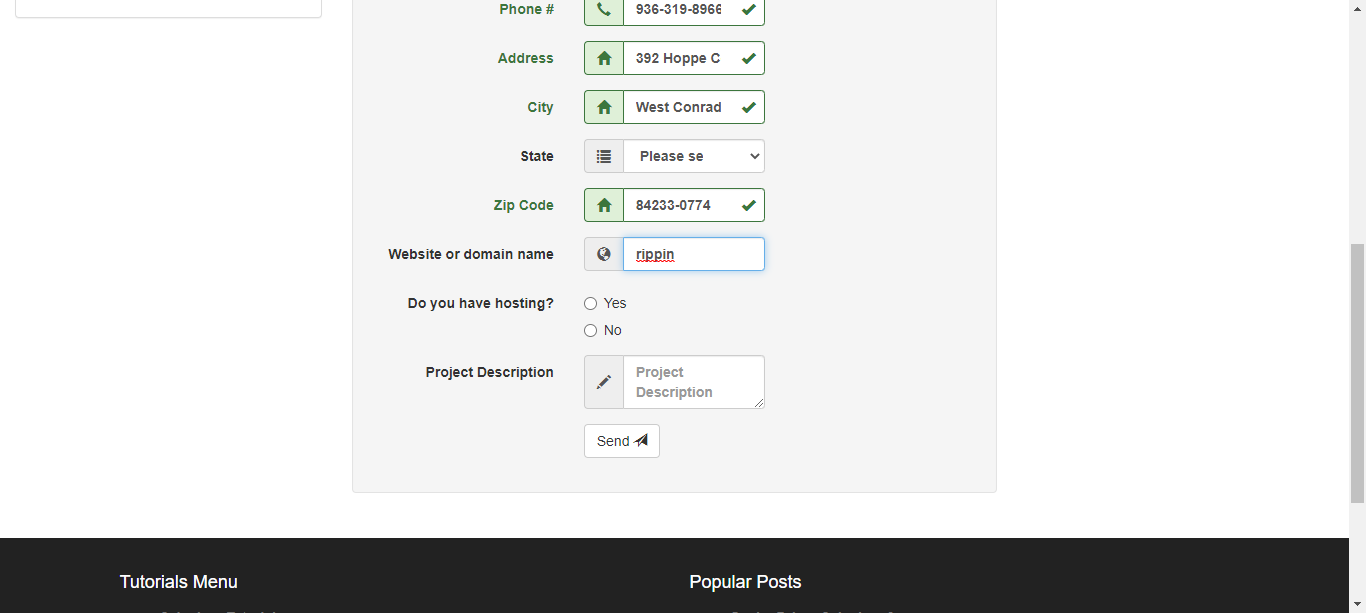 Phone # 936-319-8966
Address 392 Hoppe C
City West Conrad
State Please se
Zip Code 84233-0774
Website or domain name rippin
Do you have hosting? Yes
No
Project Description Project
Description
Send
Tutorials Menu
Popular Posts